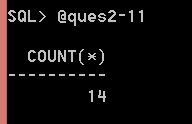 SQL> @ques2-11
COUNT(*)
----------
14